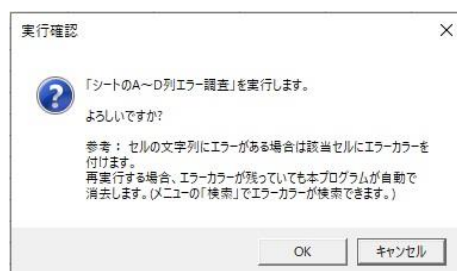 実行確認
「シートのA～D列エラー調査」を実行します。
よろしいですか?
参考： セルの文字列にエラーがある場合は該当セルにエラーカラーを
付けます。
再実行する場合、エラーカラーが残っていても本プログラムが自動で
消去します。(メニューの「検索」でエラーカラーが検索できます。)
OK
キャンセル